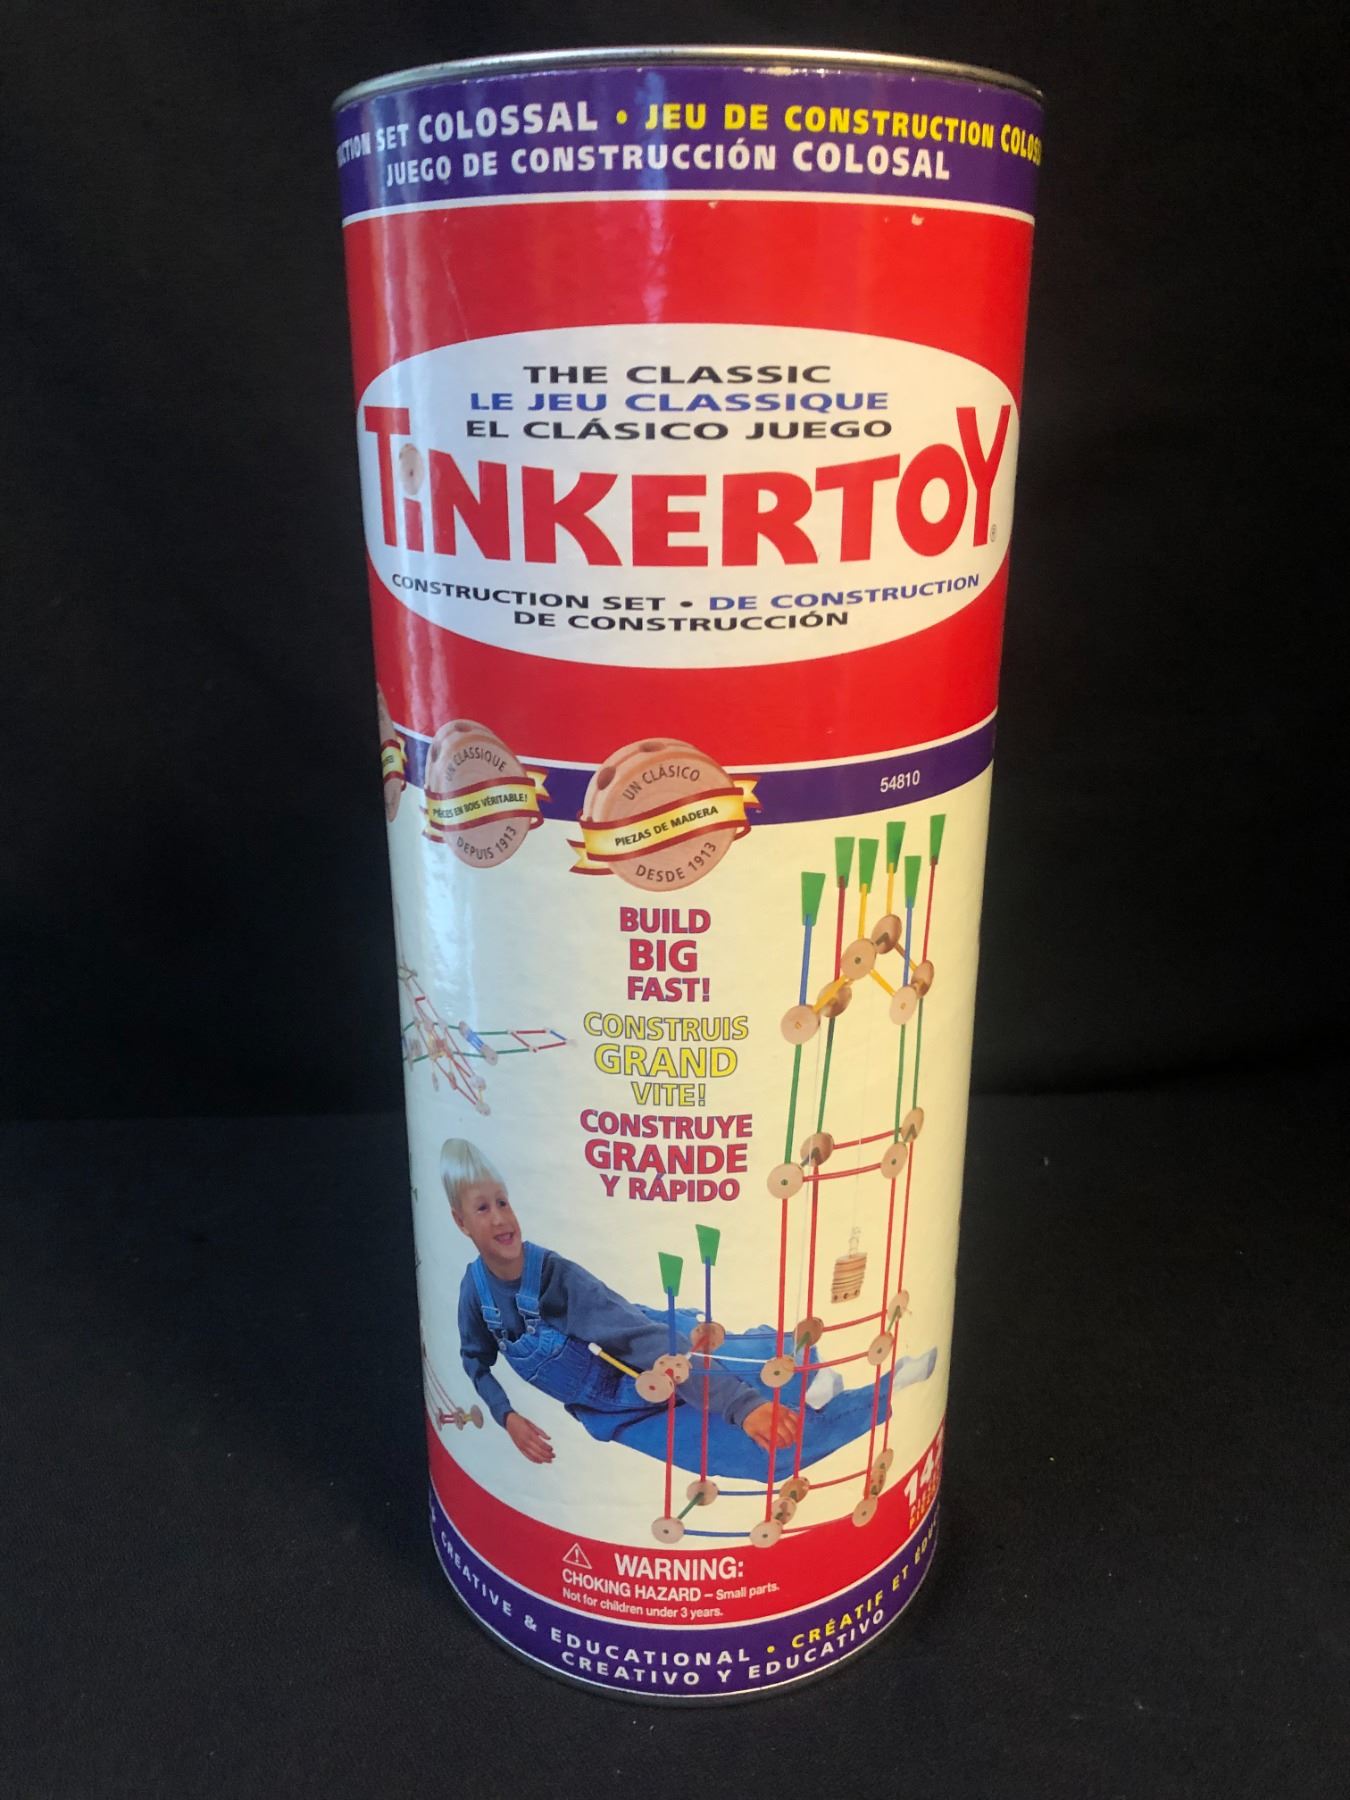 SET COLOSSAL • JEU DE CONSTRUCTION
JUEGO DE CONSTRUCCIÓN COLOSAL
THE CLASSIC
LE JEU CLASSIQUE
EL CLÁSICO JUEGO
TiNKERTOY®
CONSTRUCTION SET • DE CONSTRUCTION
DE CONSTRUCCIÓN
54810
UN CLASSIQUE
PIÈCES EN BOIS VÉRITABLE!
DEPUIS 1913
UN CLÁSICO
PIEZAS DE MADERA
DESDE 1913
BUILD
BIG
FAST!
CONSTRUIS
GRAND
VITE!
CONSTRUYE
GRANDE
Y RÁPIDO
WARNING:
CHOKING HAZARD – Small parts.
Not for children under 3 years.
CREATIVE & EDUCATIONAL • CRÉATIF ET
CREATIVO Y EDUCATIVO